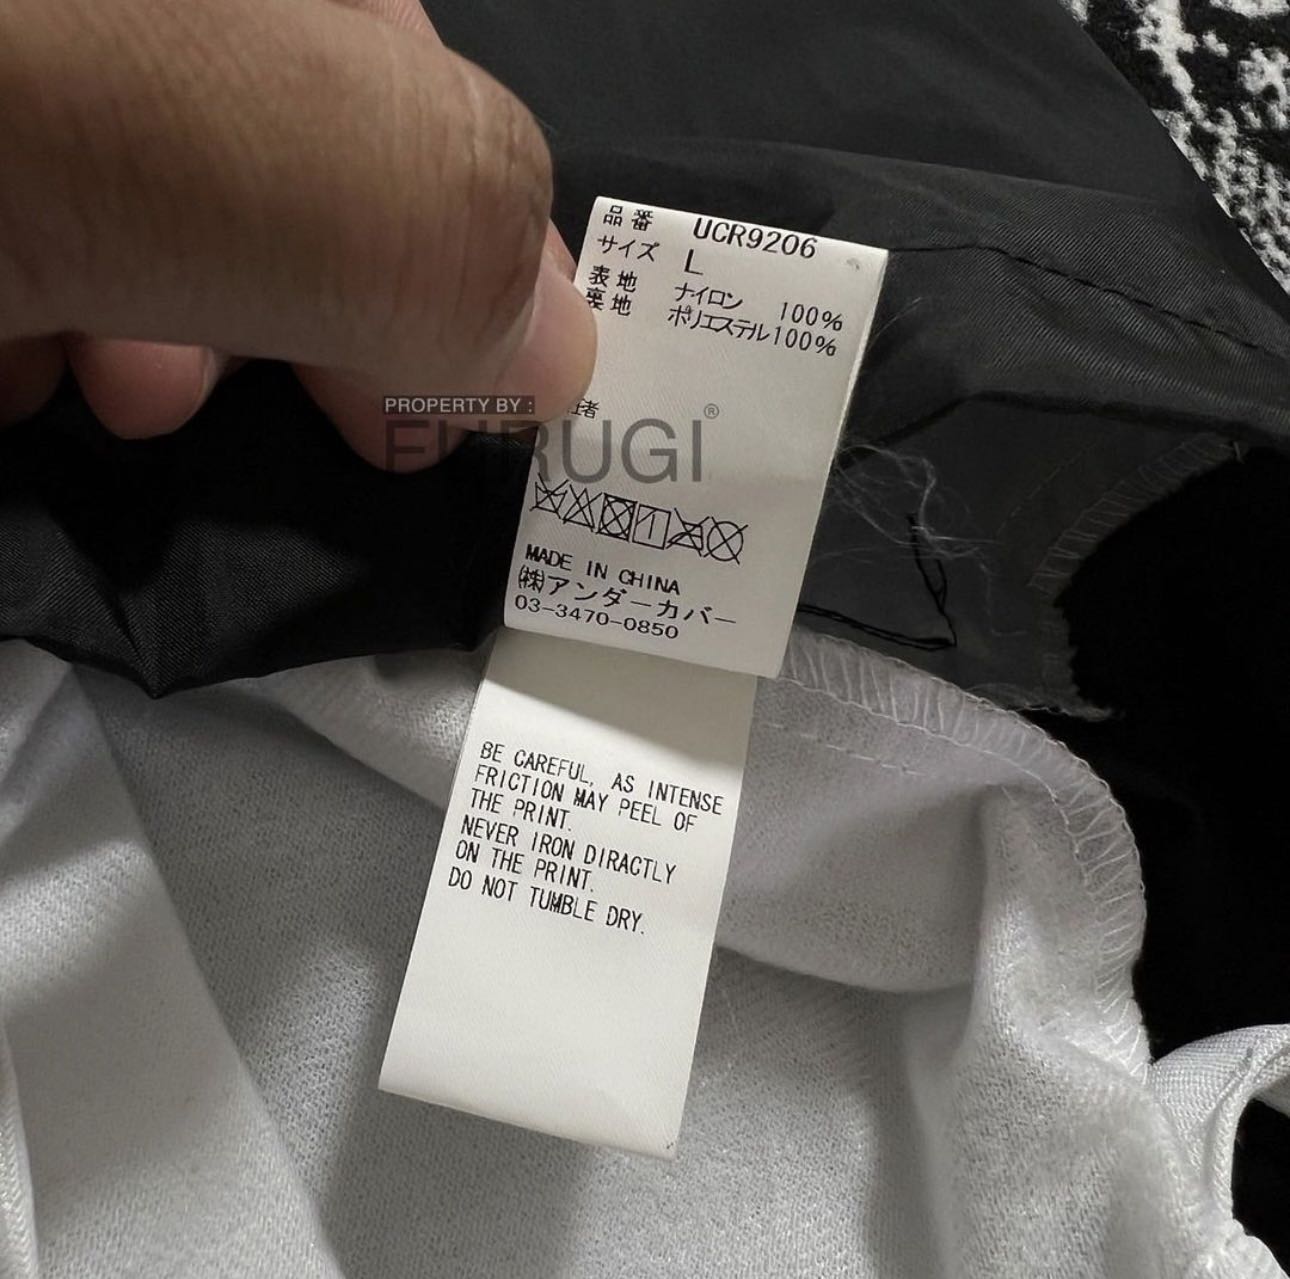 品番 UCR9206
サイズ L
表地 ナイロン 100%
裏地 ポリエステル100%
者
PROPERTY BY :
FURUGI®
MADE IN CHINA
㈱アンダーカバー
03-3470-0850
BE CAREFUL, AS INTENSE
FRICTION MAY PEEL OF
THE PRINT.
NEVER IRON DIRACTLY
ON THE PRINT.
DO NOT TUMBLE DRY.